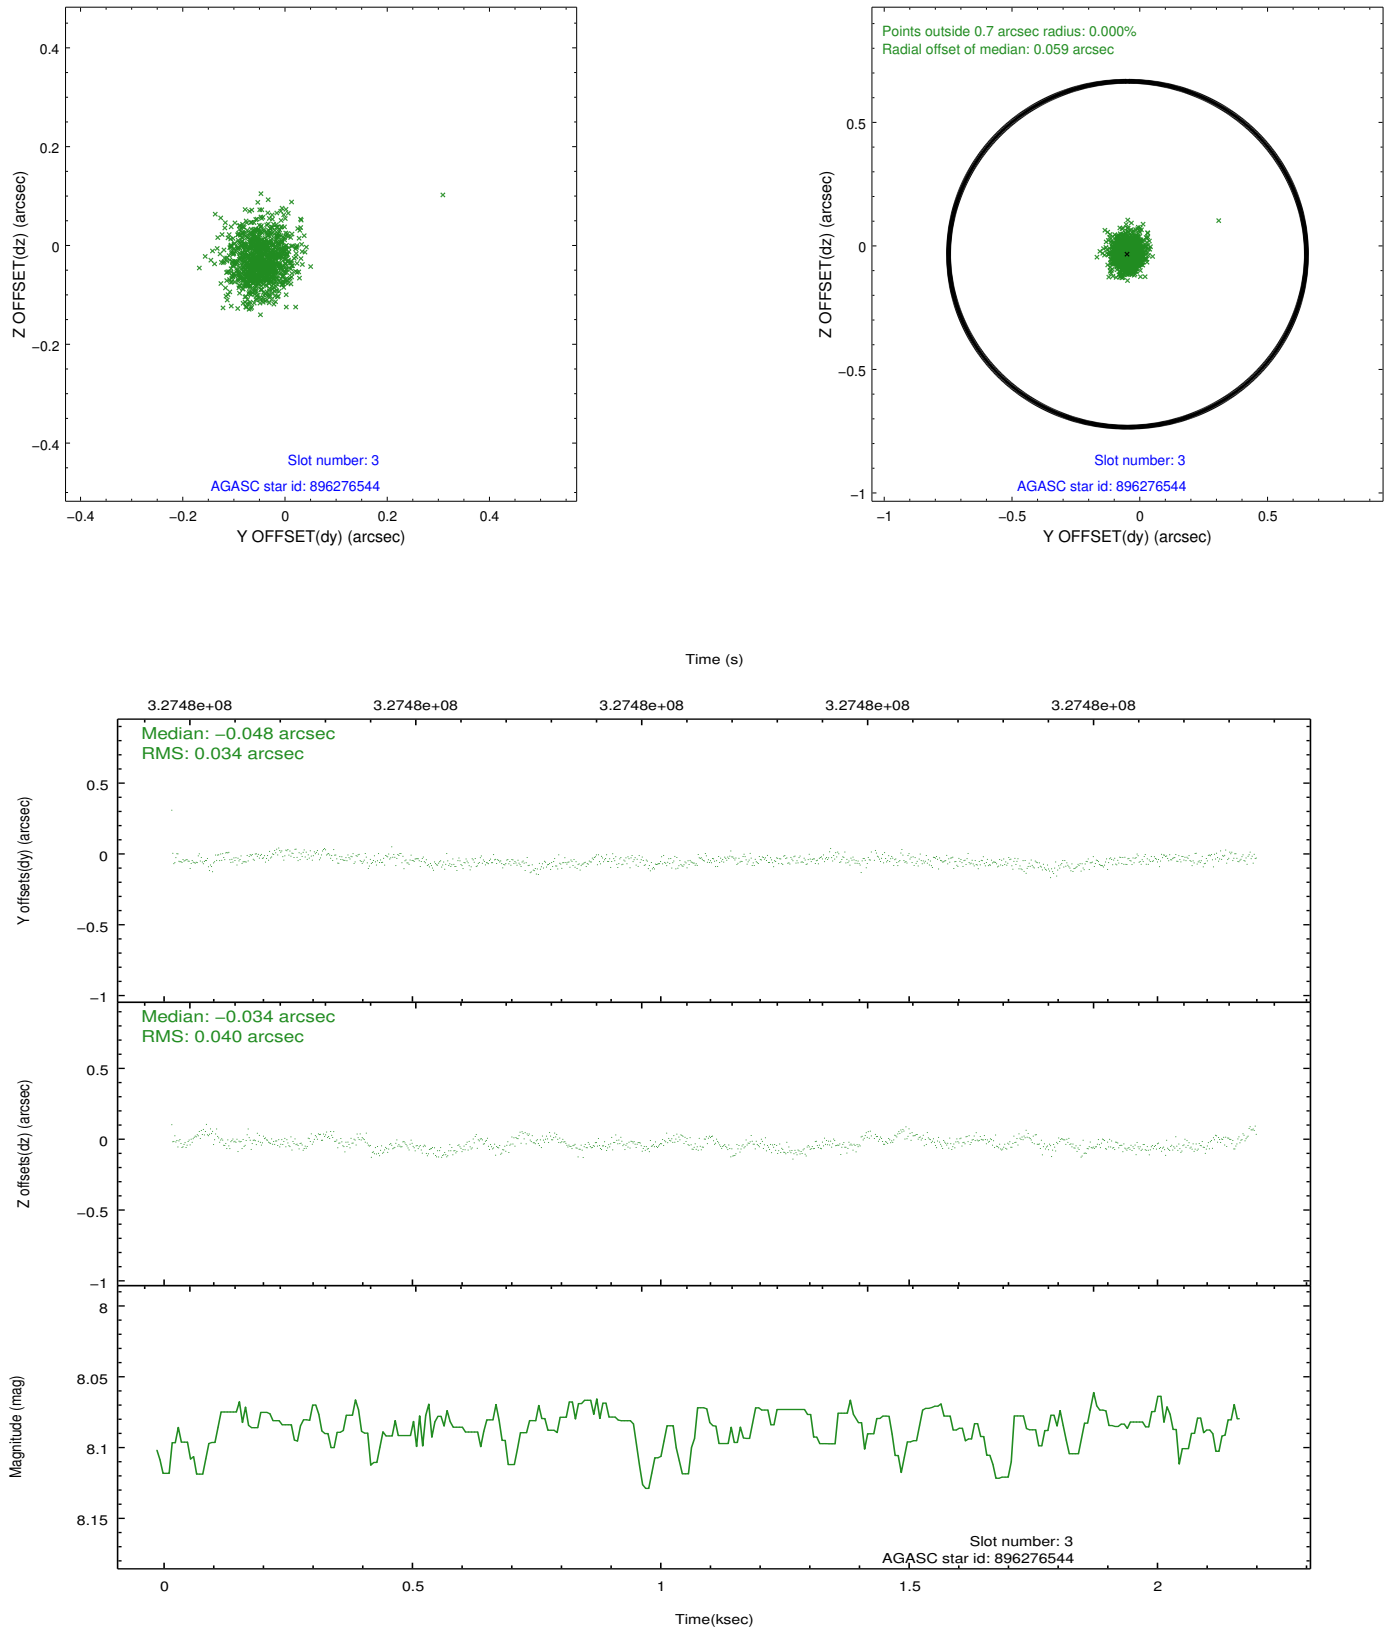 0.4
0.2
0
−0.2
−0.4
Z OFFSET(dz) (arcsec)
Slot number: 3
AGASC star id: 896276544
−0.4 −0.2 0 0.2 0.4
Y OFFSET(dy) (arcsec)
Points outside 0.7 arcsec radius: 0.000%
Radial offset of median: 0.059 arcsec
0.5
0
−0.5
−1
Z OFFSET(dz) (arcsec)
Slot number: 3
AGASC star id: 896276544
−1 −0.5 0 0.5
Y OFFSET(dy) (arcsec)
Time (s)
3.2748e+08 3.2748e+08 3.2748e+08 3.2748e+08 3.2748e+08
Median: −0.048 arcsec
RMS: 0.034 arcsec
0.5
0
−0.5
−1
Y offsets(dy) (arcsec)
Median: −0.034 arcsec
RMS: 0.040 arcsec
0.5
0
−0.5
−1
Z offsets(dz) (arcsec)
8
8.05
8.1
8.15
Magnitude (mag)
Slot number: 3
AGASC star id: 896276544
0 0.5 1 1.5 2
Time(ksec)